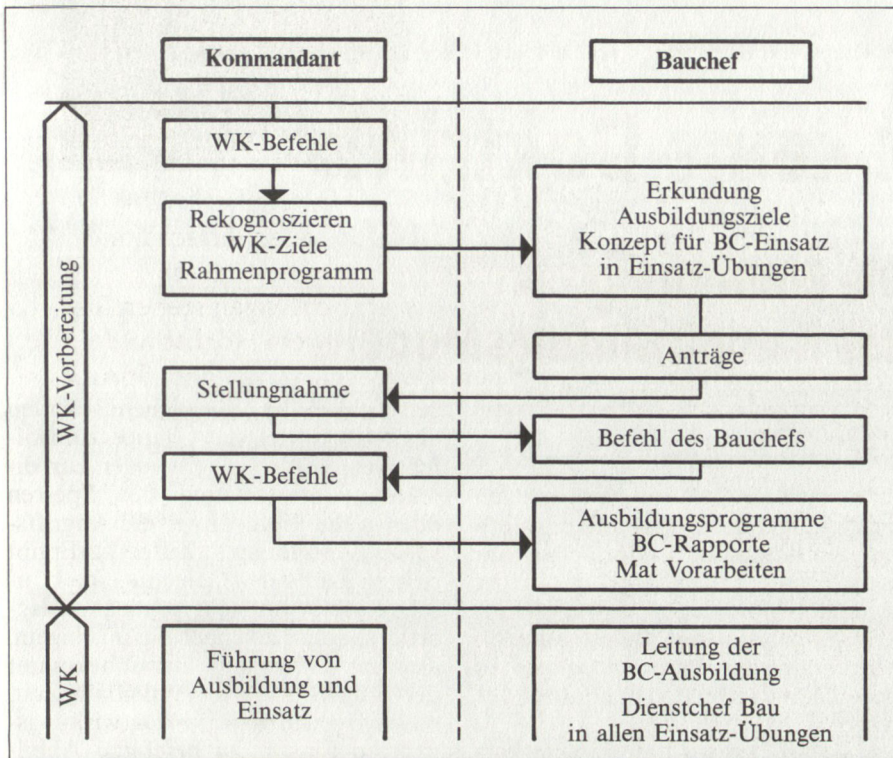 Kommandant
Bauchef
WK-Vorbereitung
WK-Befehle
Rekognoszieren
WK-Ziele
Rahmenprogramm
Erkundung
Ausbildungsziele
Konzept für BC-Einsatz
in Einsatz-Übungen
Anträge
Stellungnahme
Befehl des Bauchefs
WK-Befehle
Ausbildungsprogramme
BC-Rapporte
Mat Vorarbeiten
WK
Führung von
Ausbildung und
Einsatz
Leitung der
BC-Ausbildung
Dienstchef Bau
in allen Einsatz-Übungen